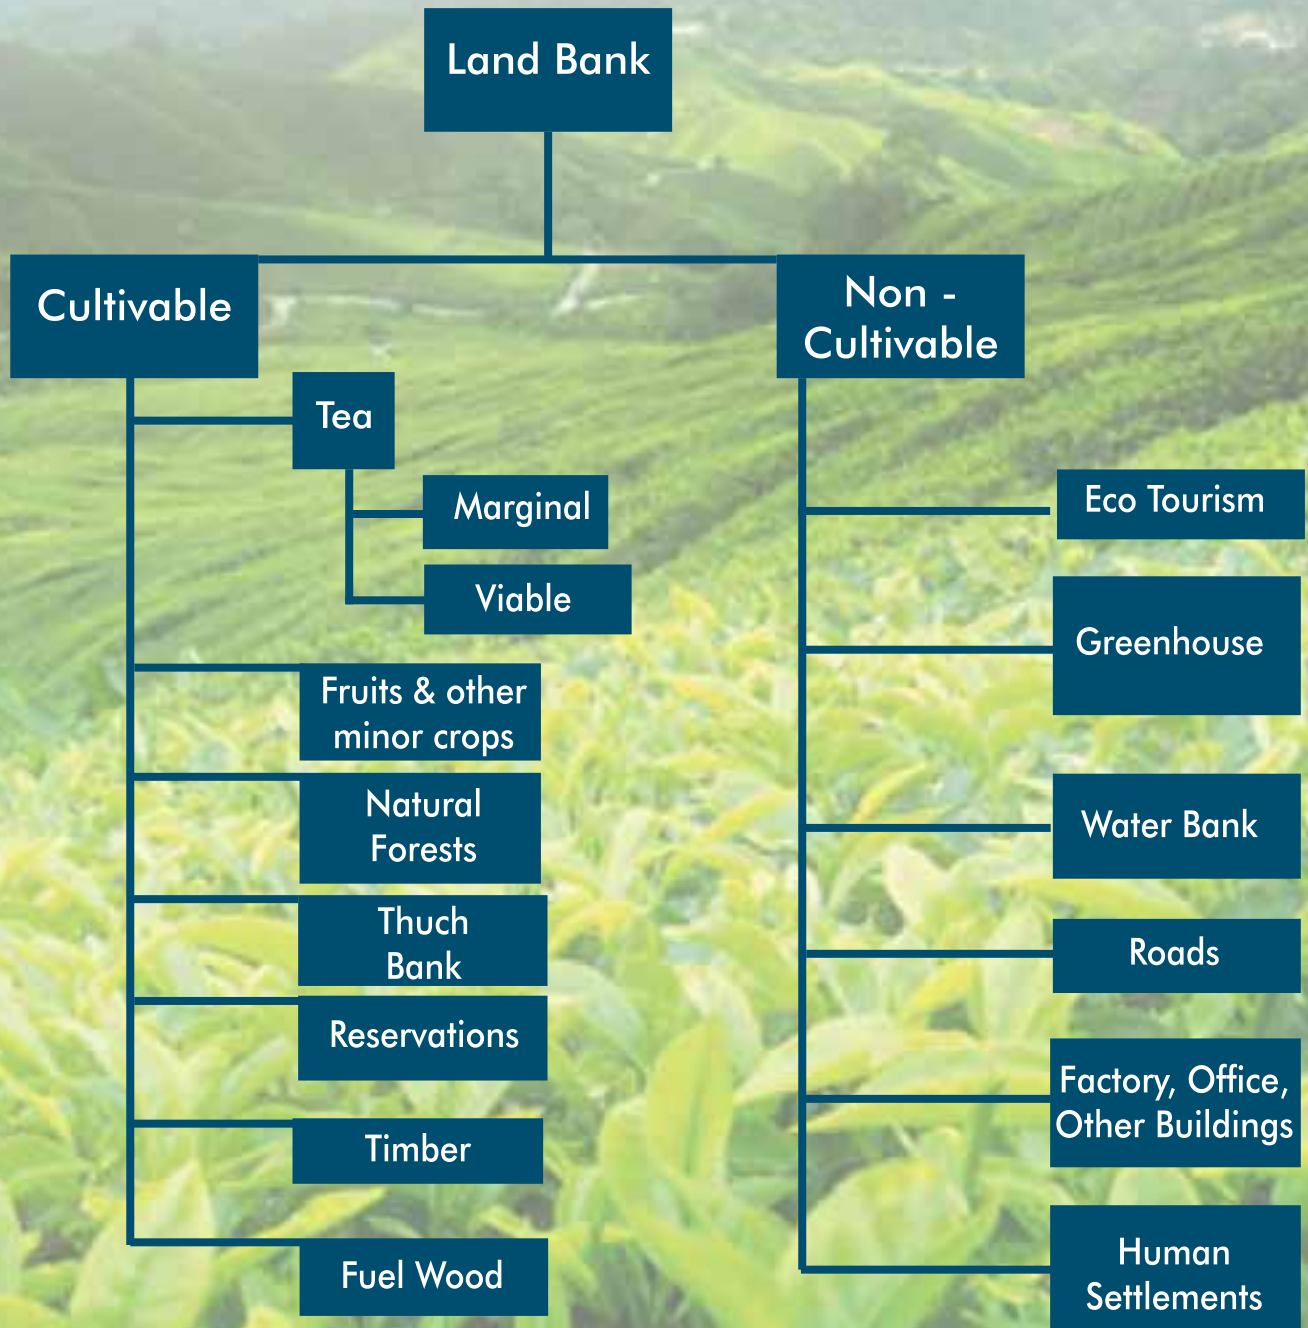 Land Bank
Cultivable
Non -
Cultivable
Tea
Marginal
Viable
Fruits & other
minor crops
Natural
Forests
Thuch
Bank
Reservations
Timber
Fuel Wood
Eco Tourism
Greenhouse
Water Bank
Roads
Factory, Office,
Other Buildings
Human
Settlements